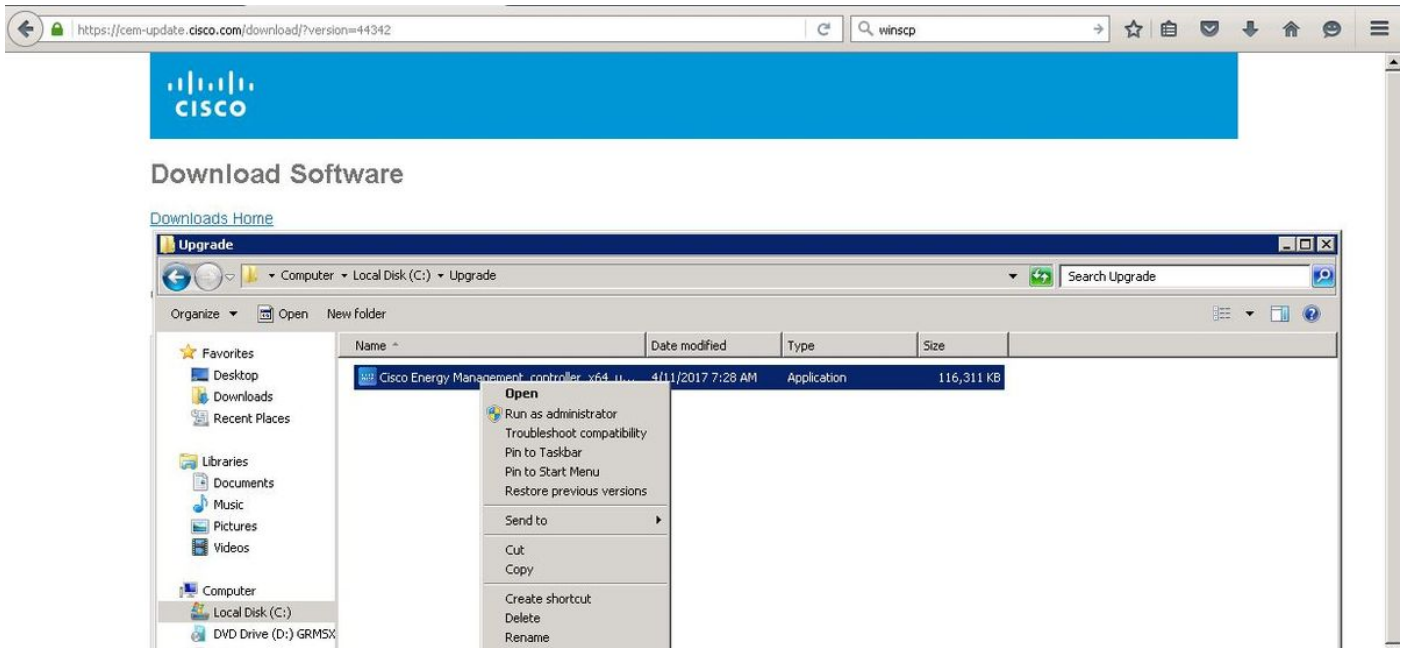 https://cem-update.cisco.com/download/?version=44342
winscp
CISCO
Download Software
Downloads Home
Upgrade
Computer
Local Disk (C:)
Upgrade
Search Upgrade
Organize
Open
New folder
Name
Date modified
Type
Size
Favorites
Desktop
Downloads
Recent Places
Libraries
Documents
Music
Pictures
Videos
Computer
Local Disk (C:)
DVD Drive (D:) GRMSX
Cisco Energy Management_controller_x64_u... 4/11/2017 7:28 AM Application 116,311 KB
Open
Run as administrator
Troubleshoot compatibility
Pin to Taskbar
Pin to Start Menu
Restore previous versions
Send to
Cut
Copy
Create shortcut
Delete
Rename